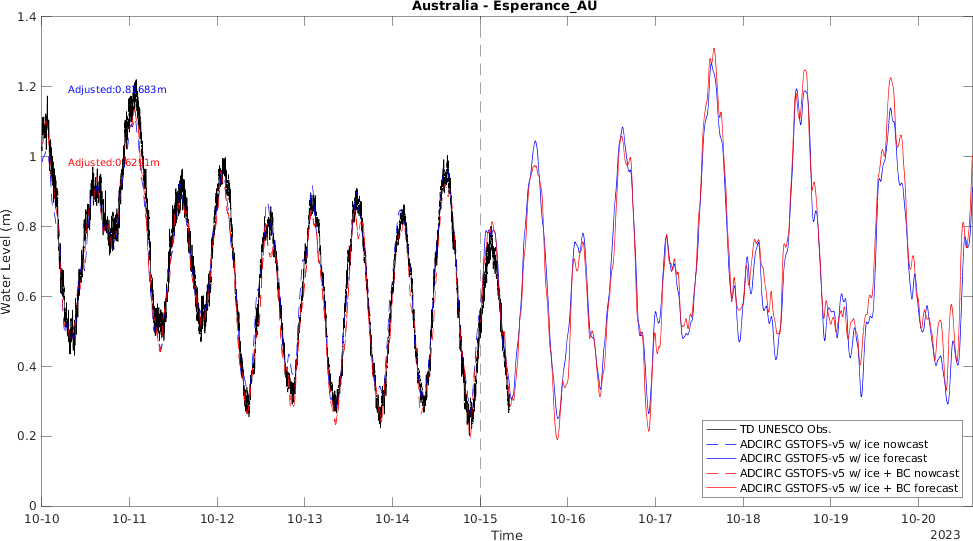 Australia - Esperance_AU
1.4
1.2
1
0.8
0.6
0.4
0.2
0
Water Level (m)
10-10
10-11
10-12
10-13
10-14
10-15
10-16
10-17
10-18
10-19
10-20
Time
2023
TD UNESCO Obs.
ADCIRC GSTOFS-v5 w/ ice nowcast
ADCIRC GSTOFS-v5 w/ ice forecast
ADCIRC GSTOFS-v5 w/ ice + BC nowcast
ADCIRC GSTOFS-v5 w/ ice + BC forecast